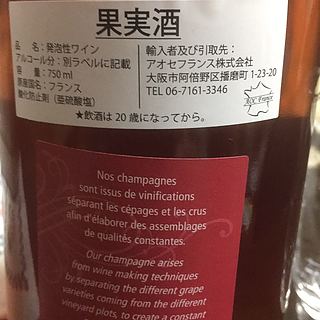 果実酒
品名：発泡性ワイン
アルコール分：別ラベルに記載
容量：750 ml
原産国名：フランス
酸化防止剤（亜硫酸塩）
輸入者及び引取先：
アオセフランス株式会社
大阪市阿倍野区播磨町 1-23-20
TEL 06-7161-3346
AOC France
★飲酒は 20 歳になってから。
Nos champagnes
sont issus de vinifications
séparant les cépages et les crus
afin d'élaborer des assemblages
de qualités constantes.
Our champagne arises
from wine making techniques
by separating the different grape
varieties coming from the different
vineyard plots, to create a constant